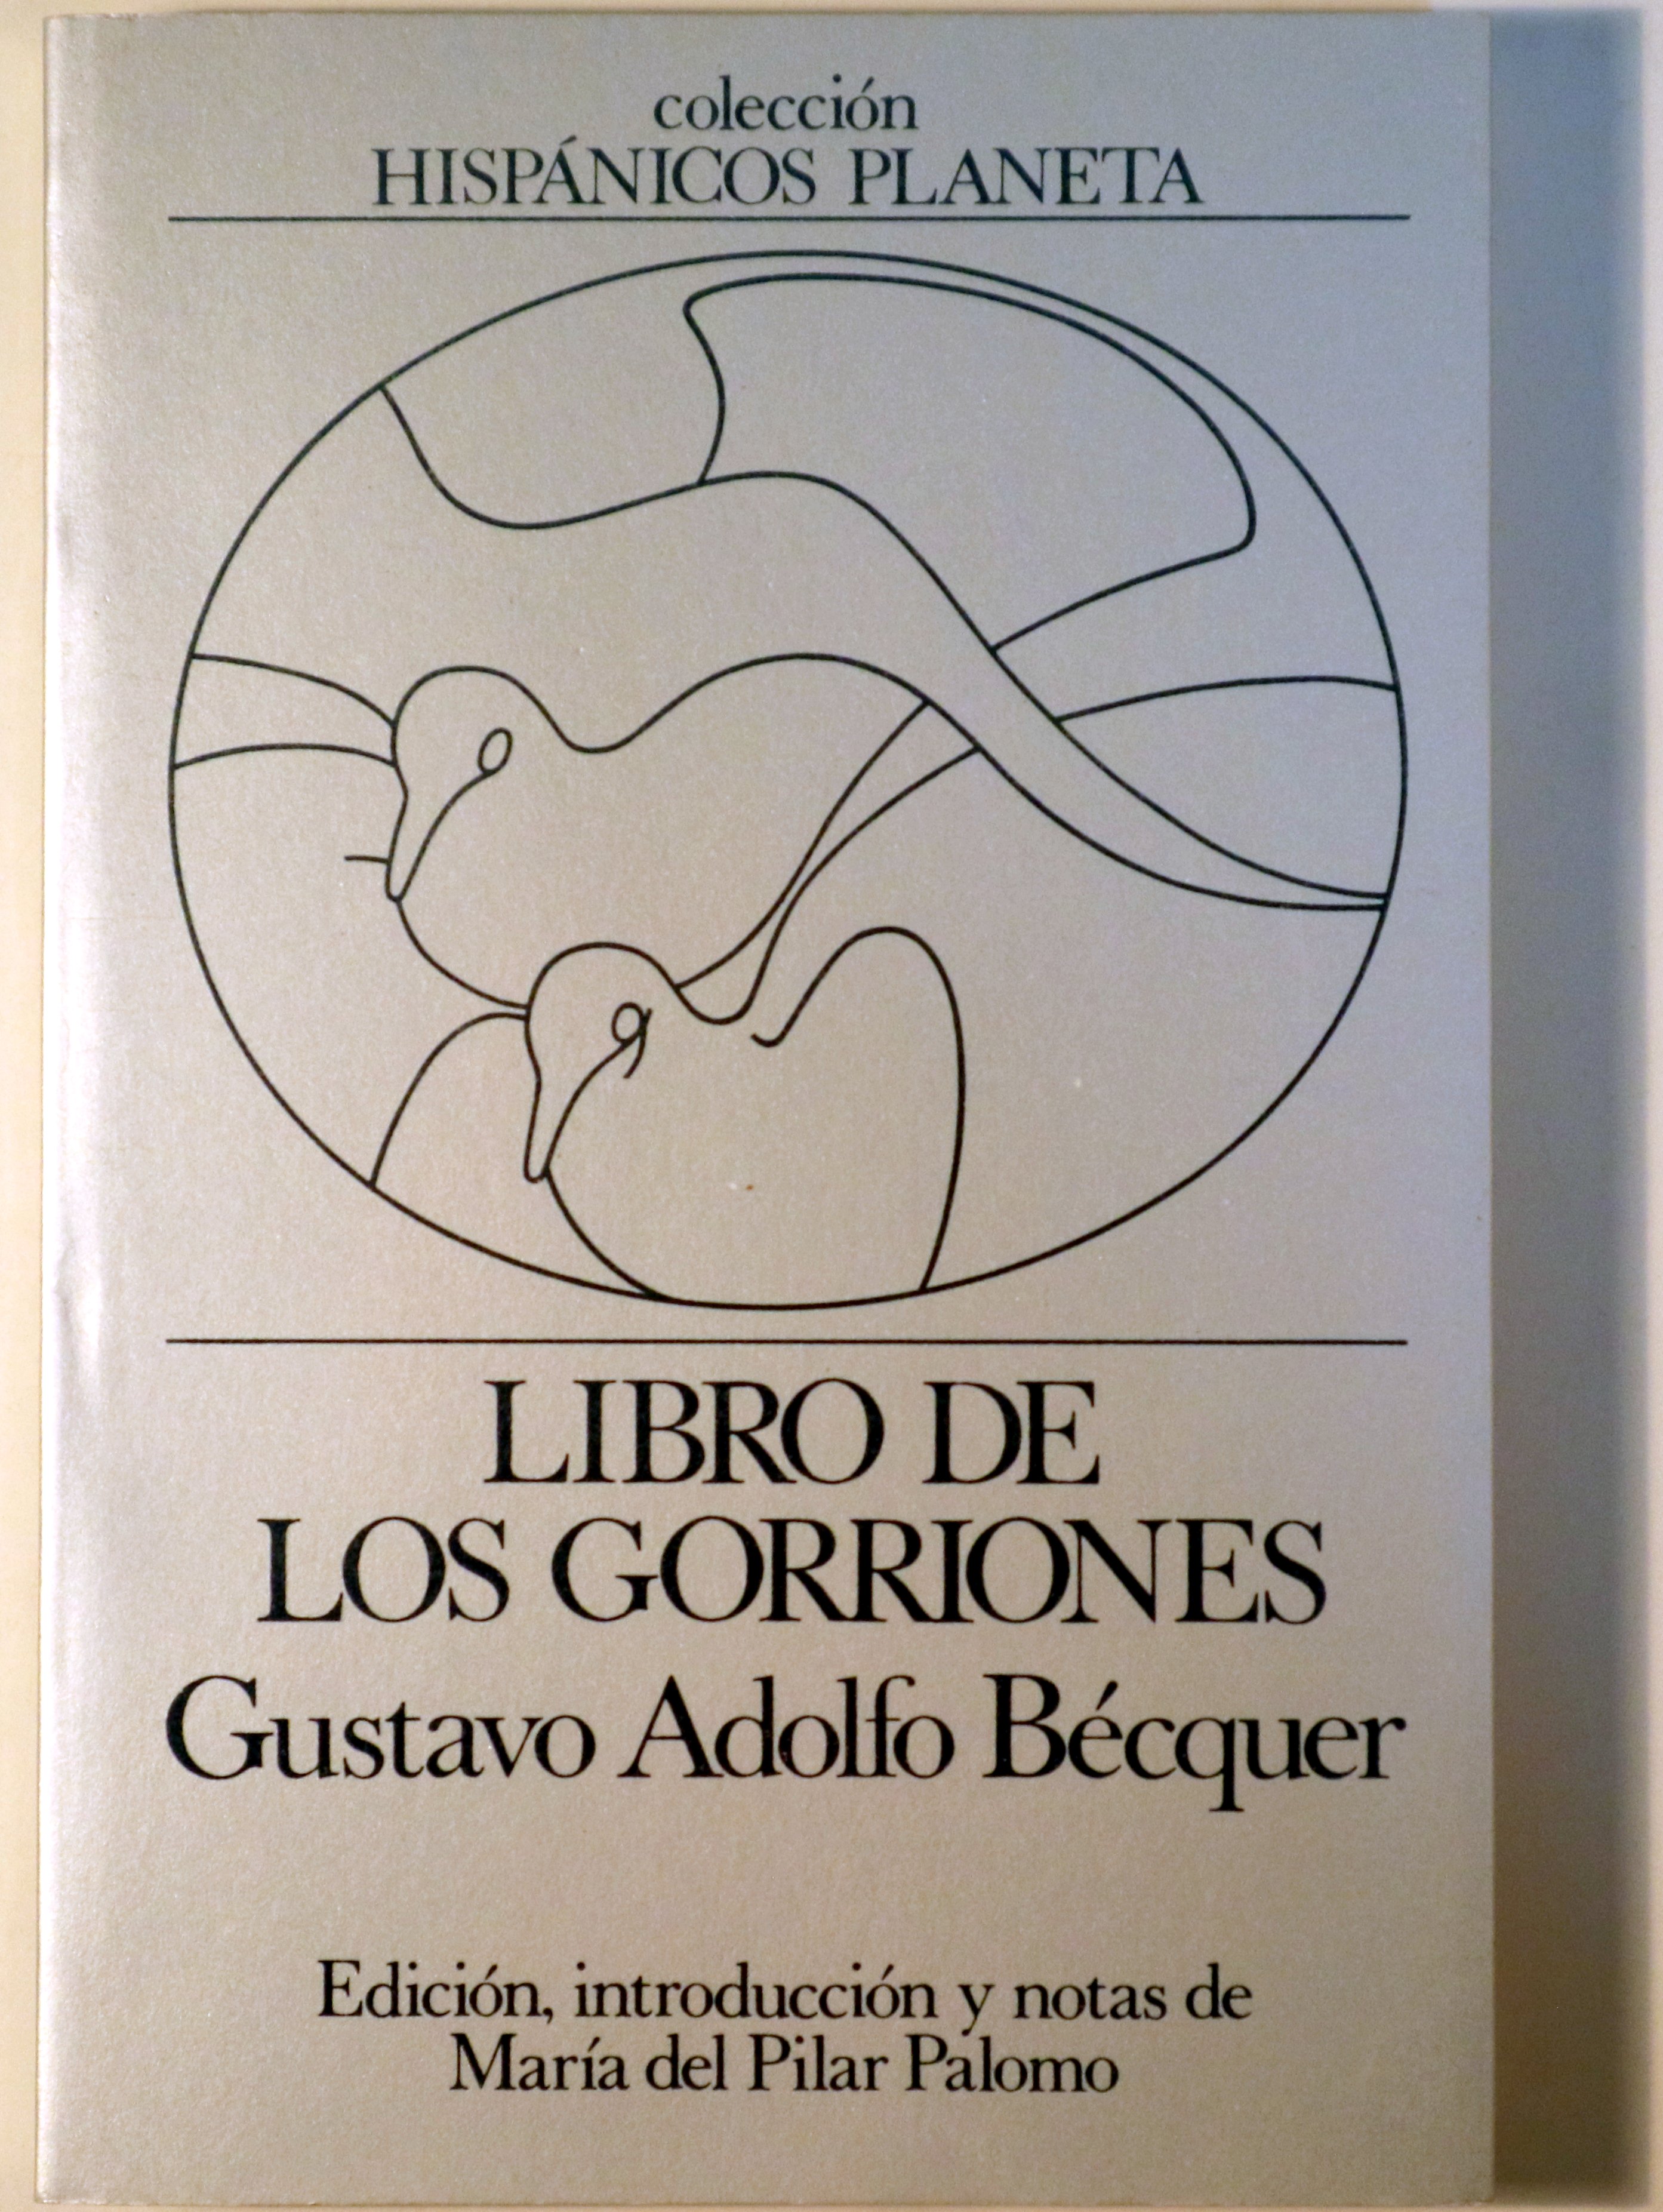 colección
HISPÁNICOS PLANETA
LIBRO DE
LOS GORRIONES
Gustavo Adolfo Bécquer
Edición, introducción y notas de
María del Pilar Palomo